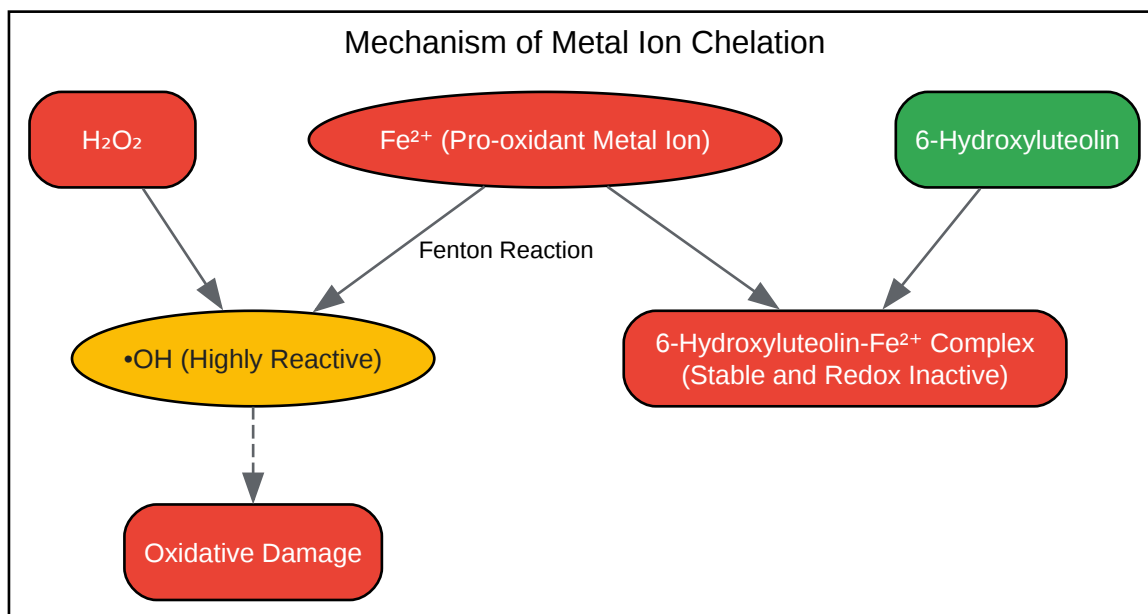 Mechanism of Metal Ion Chelation
H₂O₂
Fe²⁺ (Pro-oxidant Metal Ion)
6-Hydroxyluteolin
Fenton Reaction
•OH (Highly Reactive)
6-Hydroxyluteolin-Fe²⁺ Complex
(Stable and Redox Inactive)
Oxidative Damage